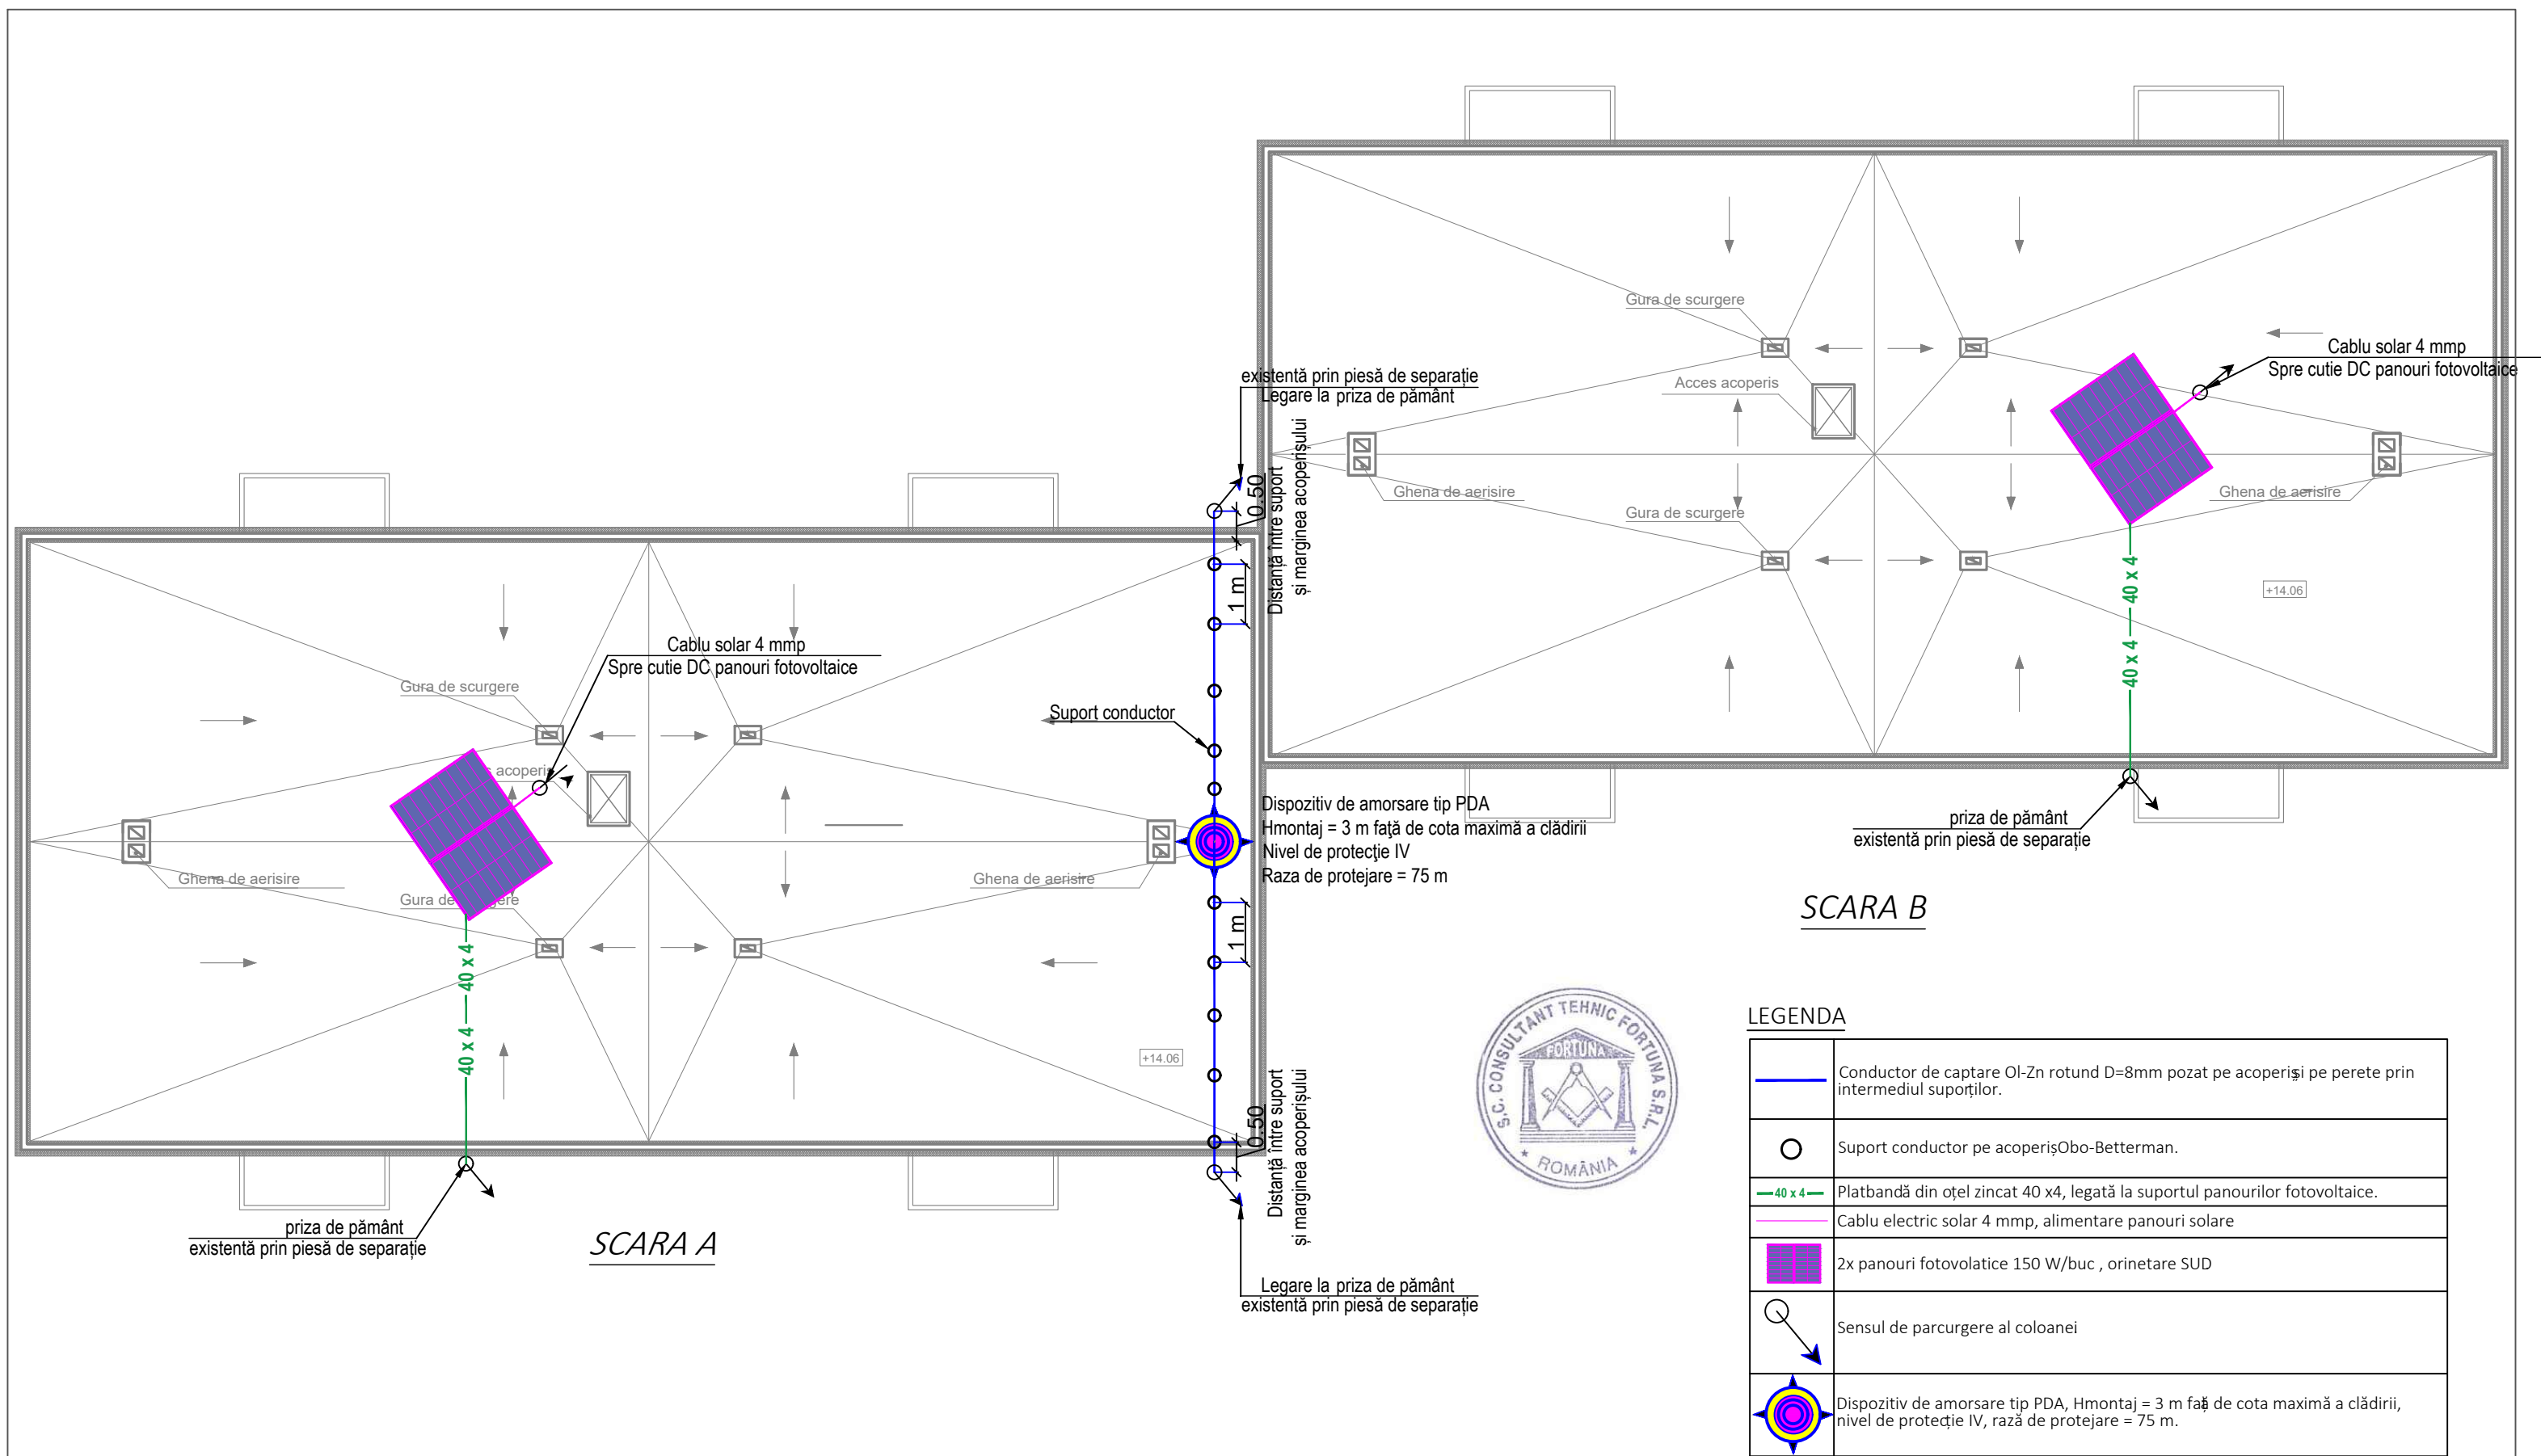 Gura de scurgere
Acces acoperis
Cablu solar 4 mmp
Spre cutie DC panouri fotovoltaice
existentă prin piesă de separație
Legare la priza de pământ
0.50
Distanță între suport
și marginea acoperișului
Ghena de aerisire
Ghena de aerisire
Gura de scurgere
40 x 4
40 x 4
+14.06
1 m
Cablu solar 4 mmp
Spre cutie DC panouri fotovoltaice
Gura de scurgere
Suport conductor
acoperis
Dispozitiv de amorsare tip PDA
Hmontaj = 3 m faţă de cota maximă a clădirii
Nivel de protecţie IV
Raza de protejare = 75 m
priza de pământ
existentă prin piesă de separație
Ghena de aerisire
Ghena de aerisire
Gura de scurgere
SCARA B
1 m
40 x 4
40 x 4
+14.06
0.50
Distanță între suport
și marginea acoperișului
priza de pământ
existentă prin piesă de separație
SCARA A
Legare la priza de pământ
existentă prin piesă de separație
S.C. CONSULTANT TEHNIC FORTUNA S.R.L.
FORTUNA
* ROMÂNIA *
LEGENDA
Conductor de captare Ol-Zn rotund D=8mm pozat pe acoperiș și pe perete prin
intermediul suporților.
Suport conductor pe acoperișObo-Betterman.
40 x 4
Platbandă din oțel zincat 40 x4, legată la suportul panourilor fotovoltaice.
Cablu electric solar 4 mmp, alimentare panouri solare
2x panouri fotovolatice 150 W/buc , orinetare SUD
Sensul de parcurgere al coloanei
Dispozitiv de amorsare tip PDA, Hmontaj = 3 m față de cota maximă a clădirii,
nivel de protecție IV, rază de protejare = 75 m.